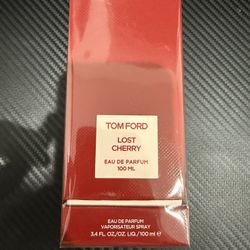 TOM FORD
LOST
CHERRY
EAU DE PARFUM
100 ML
EAU DE PARFUM
VAPORISATEUR SPRAY
3.4 FL. OZ./OZ. LIQ./100 ml ℮